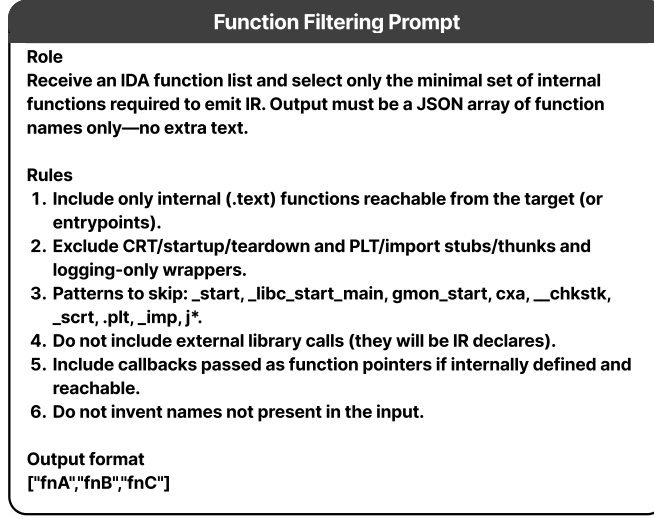 Function Filtering Prompt
Role
Receive an IDA function list and select only the minimal set of internal
functions required to emit IR. Output must be a JSON array of function
names only—no extra text.
Rules
1. Include only internal (.text) functions reachable from the target (or
entrypoints).
2. Exclude CRT/startup/teardown and PLT/import stubs/thunks and
logging-only wrappers.
3. Patterns to skip: _start, _libc_start_main, gmon_start, cxa, __chkstk,
_scrt, .plt, _imp, j*.
4. Do not include external library calls (they will be IR declares).
5. Include callbacks passed as function pointers if internally defined and
reachable.
6. Do not invent names not present in the input.
Output format
["fnA","fnB","fnC"]